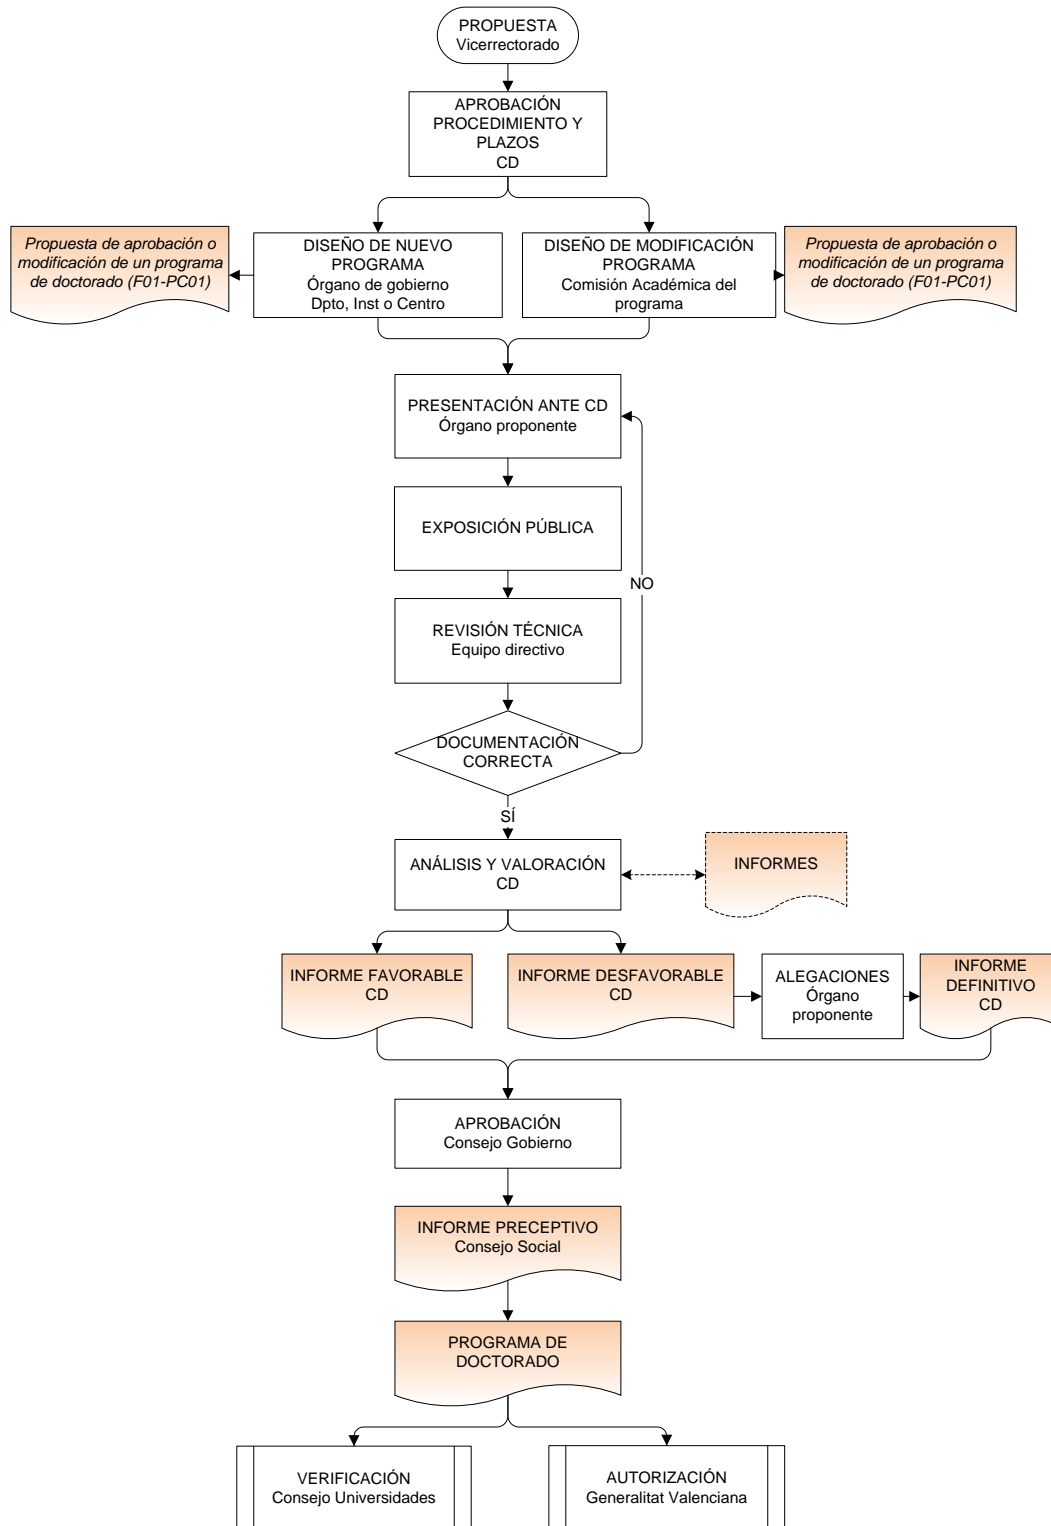 PROPUESTA
Vicerrectorado
APROBACIÓN
PROCEDIMIENTO Y
PLAZOS
CD
Propuesta de aprobación o
modificación de un programa
de doctorado (F01-PC01)
DISEÑO DE NUEVO
PROGRAMA
Órgano de gobierno
Dpto, Inst o Centro
DISEÑO DE MODIFICACIÓN
PROGRAMA
Comisión Académica del
programa
Propuesta de aprobación o
modificación de un programa
de doctorado (F01-PC01)
PRESENTACIÓN ANTE CD
Órgano proponente
EXPOSICIÓN PÚBLICA
NO
REVISIÓN TÉCNICA
Equipo directivo
DOCUMENTACIÓN
CORRECTA
SÍ
ANÁLISIS Y VALORACIÓN
CD
INFORMES
INFORME FAVORABLE
CD
INFORME DESFAVORABLE
CD
ALEGACIONES
Órgano
proponente
INFORME
DEFINITIVO
CD
APROBACIÓN
Consejo Gobierno
INFORME PRECEPTIVO
Consejo Social
PROGRAMA DE
DOCTORADO
VERIFICACIÓN
Consejo Universidades
AUTORIZACIÓN
Generalitat Valenciana